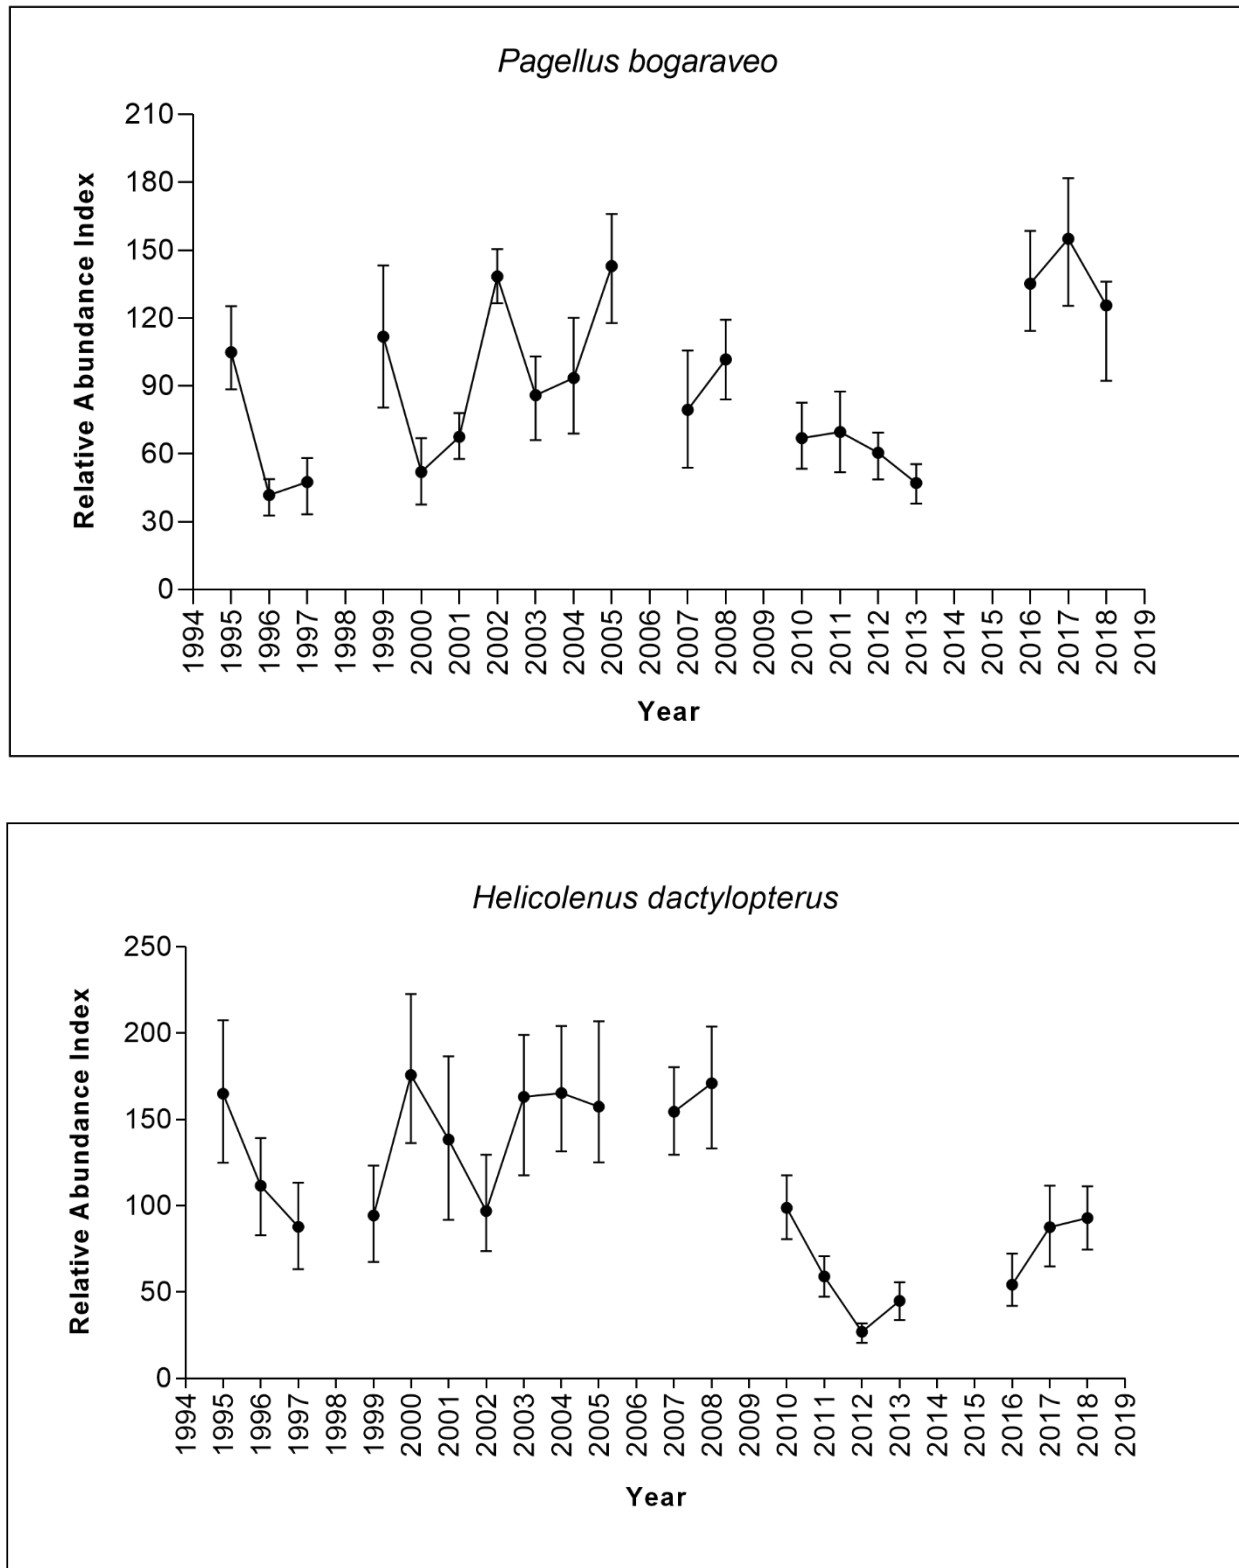 Pagellus bogaraveo
210
180
150
120
90
60
30
0
Relative Abundance Index
1994 1995 1996 1997 1998 1999 2000 2001 2002 2003 2004 2005 2006 2007 2008 2009 2010 2011 2012 2013 2014 2015 2016 2017 2018 2019
Year
Helicolenus dactylopterus
250
200
150
100
50
0
Relative Abundance Index
1994 1995 1996 1997 1998 1999 2000 2001 2002 2003 2004 2005 2006 2007 2008 2009 2010 2011 2012 2013 2014 2015 2016 2017 2018 2019
Year